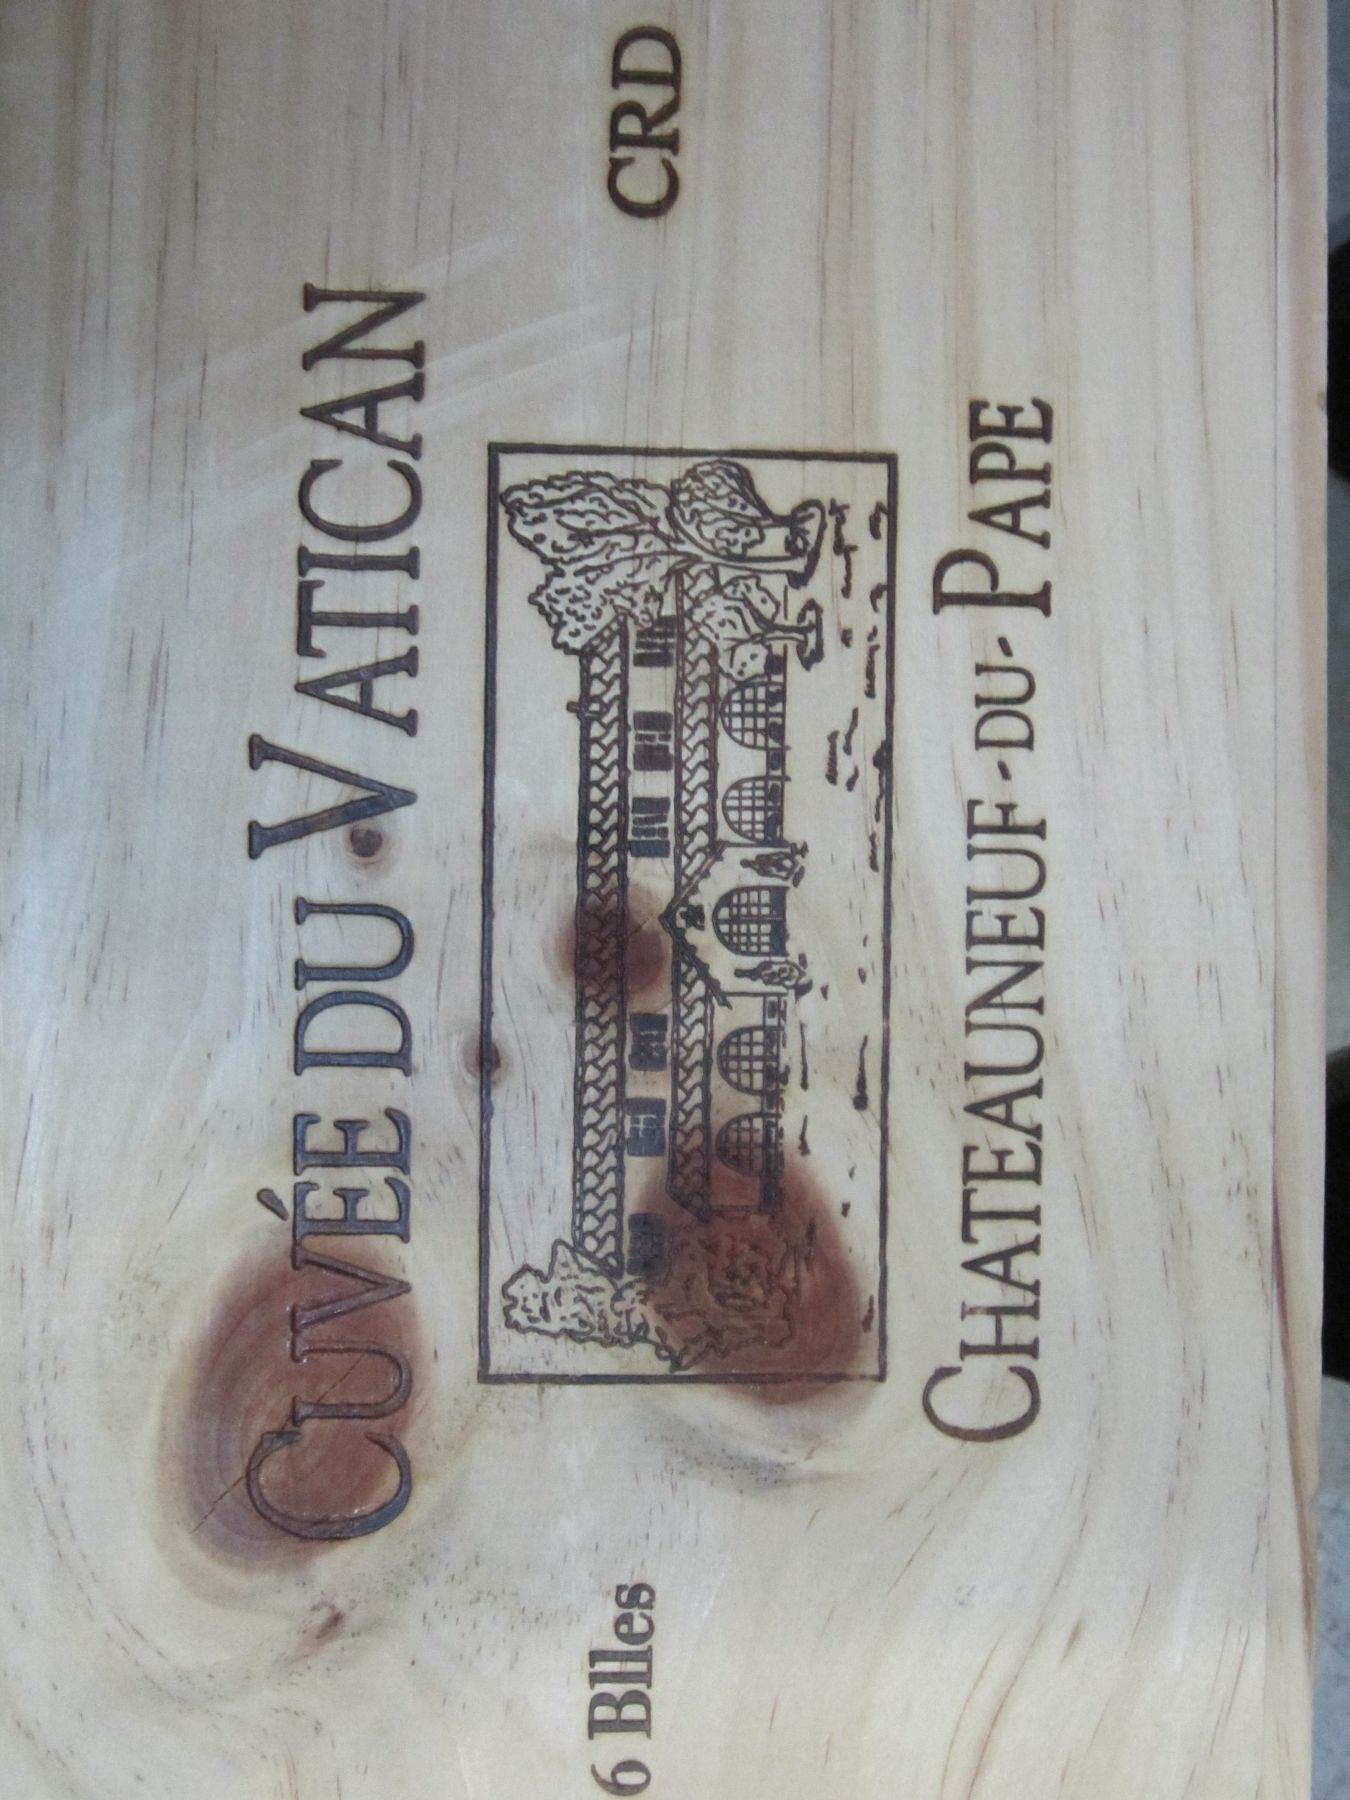 CUVÉE DU VATICAN
6 Blles
CRD
CHATEAUNEUF-DU-PAPE